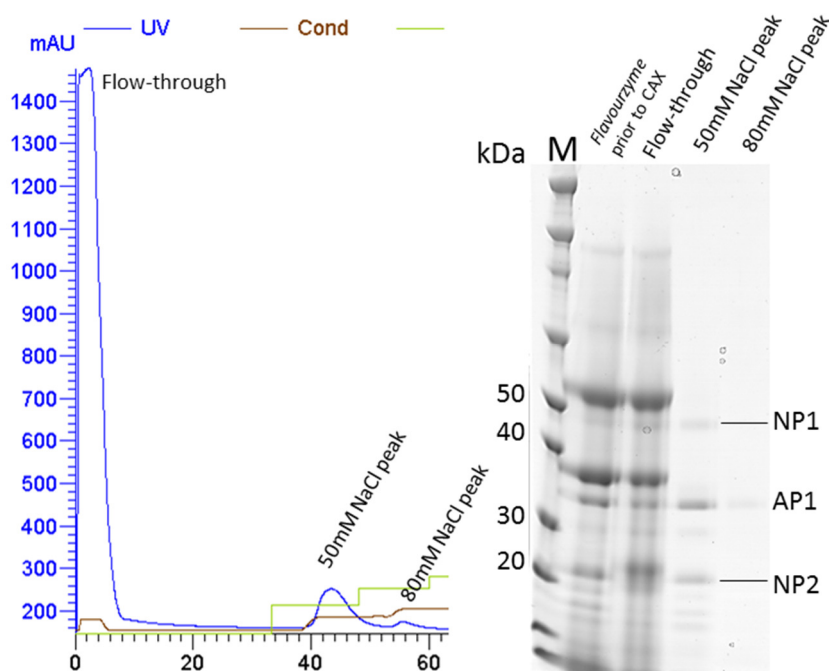 mAU
UV
Cond
Flow-through
1400
1300
1200
1100
1000
900
800
700
600
500
400
300
200
0
20
40
60
50mM NaCl peak
80mM NaCl peak
kDa
M
Flavourzyme
prior to CAX
Flow-through
50mM NaCl peak
80mM NaCl peak
50
40
30
20
NP1
AP1
NP2